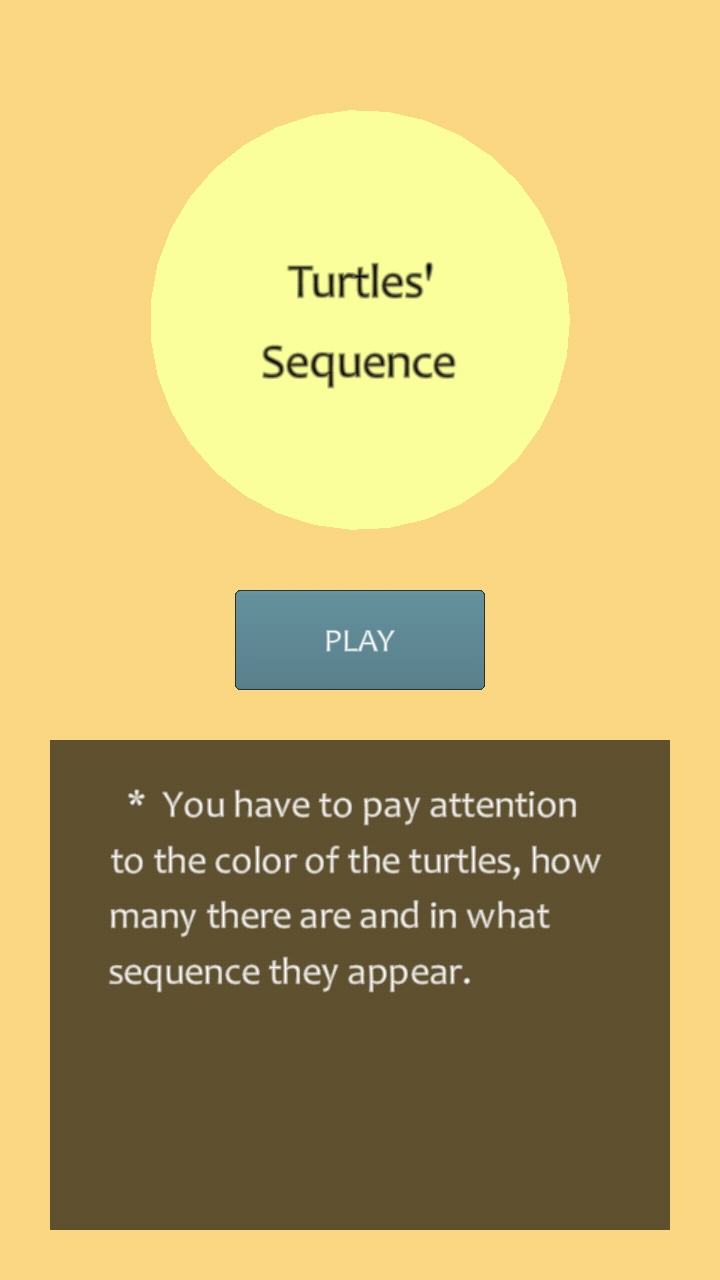 Turtles'
Sequence
PLAY
* You have to pay attention
to the color of the turtles, how
many there are and in what
sequence they appear.